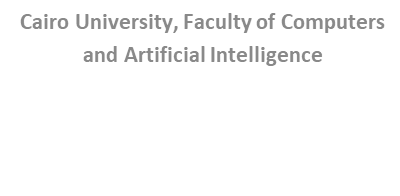 Cairo University, Faculty of Computers
and Artificial Intelligence